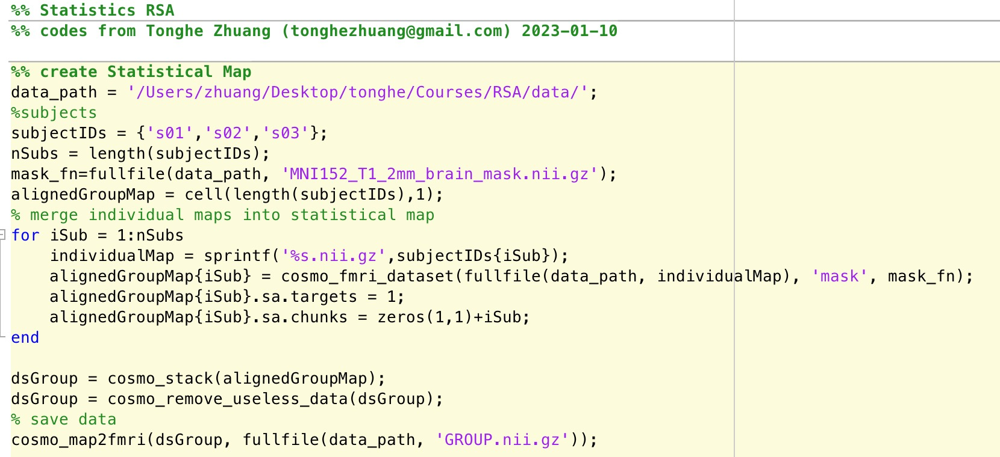 %% Statistics RSA
%% codes from Tonghe Zhuang (tonghezhuang@gmail.com) 2023-01-10
%% create Statistical Map
data_path = '/Users/zhuang/Desktop/tonghe/Courses/RSA/data/';
%subjects
subjectIDs = {'s01','s02','s03'};
nSubs = length(subjectIDs);
mask_fn=fullfile(data_path, 'MNI152_T1_2mm_brain_mask.nii.gz');
alignedGroupMap = cell(length(subjectIDs),1);
% merge individual maps into statistical map
for iSub = 1:nSubs
    individualMap = sprintf('%s.nii.gz',subjectIDs{iSub});
    alignedGroupMap{iSub} = cosmo_fmri_dataset(fullfile(data_path, individualMap), 'mask', mask_fn);
    alignedGroupMap{iSub}.sa.targets = 1;
    alignedGroupMap{iSub}.sa.chunks = zeros(1,1)+iSub;
end
dsGroup = cosmo_stack(alignedGroupMap);
dsGroup = cosmo_remove_useless_data(dsGroup);
% save data
cosmo_map2fmri(dsGroup, fullfile(data_path, 'GROUP.nii.gz'));